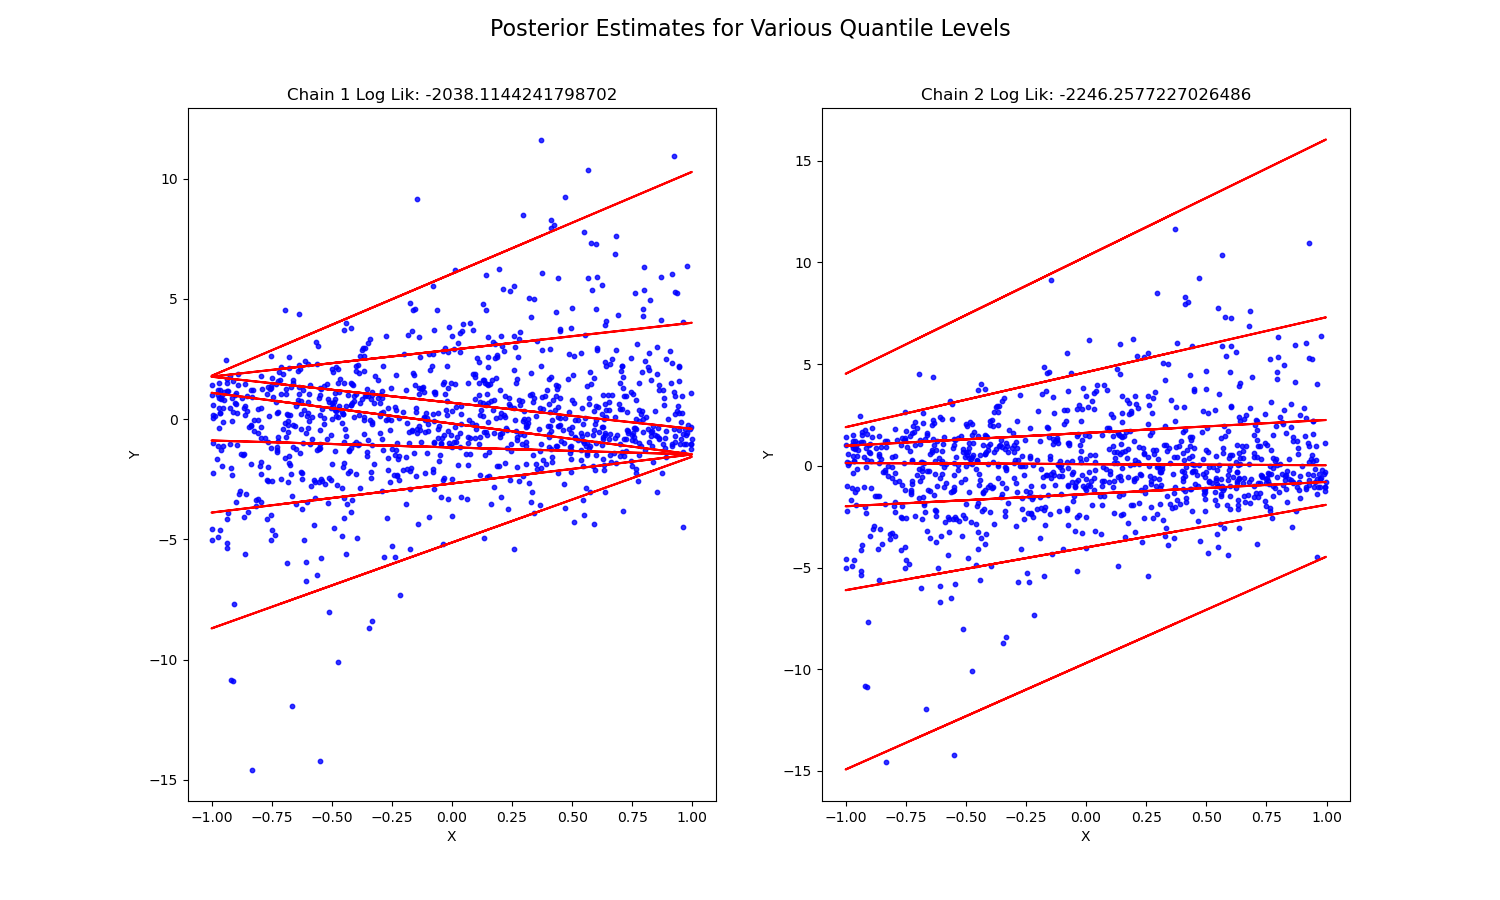 Posterior Estimates for Various Quantile Levels
Chain 1 Log Lik: -2038.1144241798702
10
5
0
−5
−10
−15
Y
−1.00 −0.75 −0.50 −0.25 0.00 0.25 0.50 0.75 1.00
X
Chain 2 Log Lik: -2246.2577227026486
15
10
5
0
−5
−10
−15
Y
−1.00 −0.75 −0.50 −0.25 0.00 0.25 0.50 0.75 1.00
X